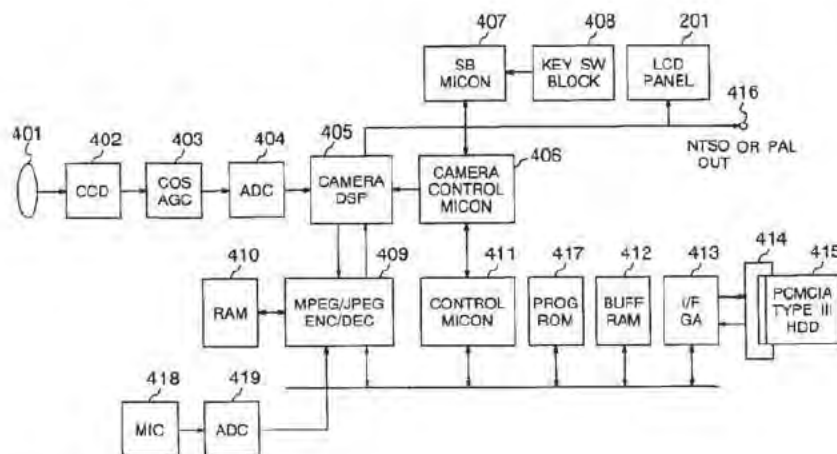 407
408
201
SB
MICON
KEY SW
BLOCK
LCD
PANEL
416
NTSO OR PAL
OUT
401
402
403
404
405
406
CCD
COS
AGC
ADC
CAMERA
DSP
CAMERA
CONTROL
MICON
410
409
411
417
412
413
414
415
RAM
MPEG/JPEG
ENC/DEC
CONTROL
MICON
PROG
ROM
BUFF
RAM
I/F
GA
PCMCIA
TYPE III
HDD
418
419
MIC
ADC